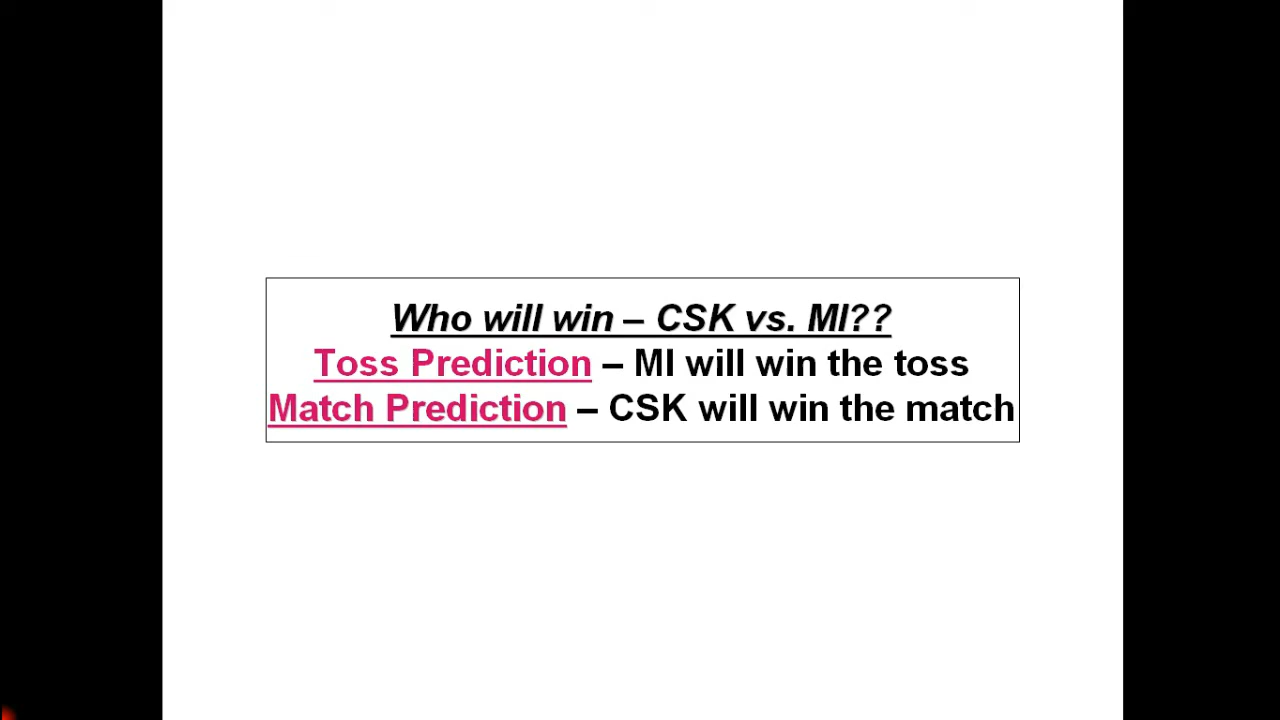 Who will win – CSK vs. MI??
Toss Prediction – MI will win the toss
Match Prediction – CSK will win the match